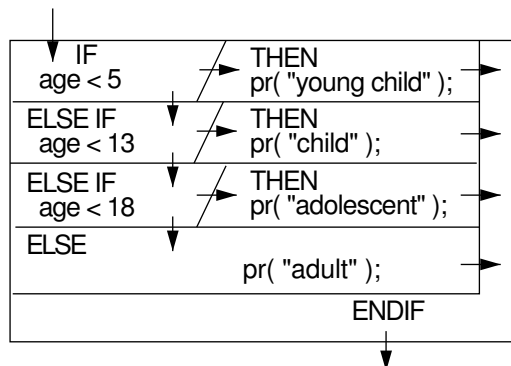 IF THEN
age < 5 pr( "young child" );
ELSE IF THEN
age < 13 pr( "child" );
ELSE IF THEN
age < 18 pr( "adolescent" );
ELSE
pr( "adult" );
ENDIF